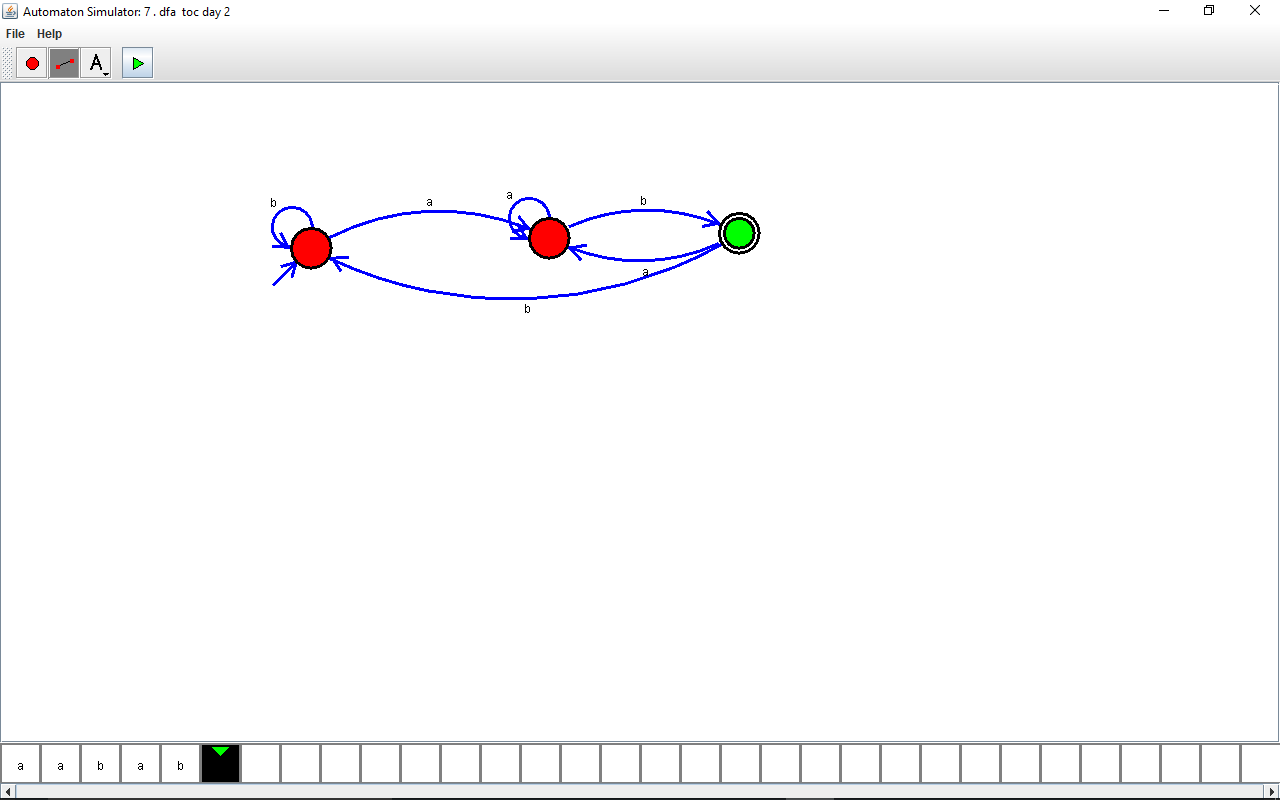 Automaton Simulator: 7 . dfa  toc day 2
File Help
A
b a a b
a
b
a a b a b